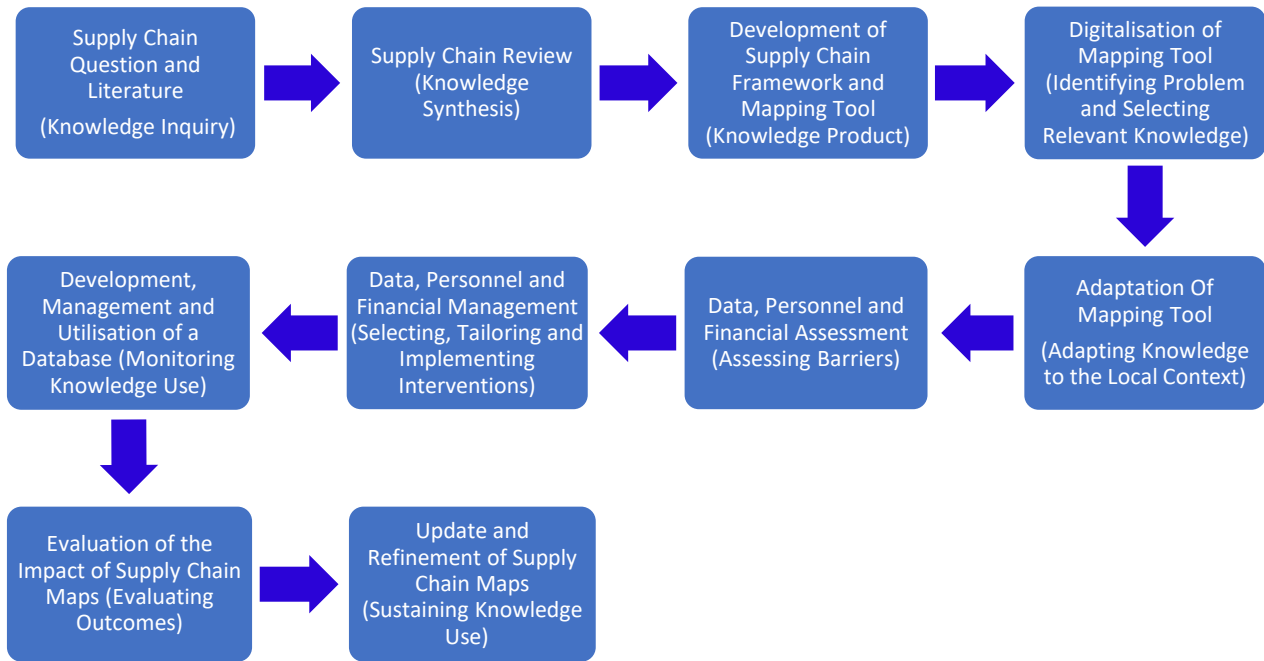 Supply Chain
Question and
Literature
(Knowledge Inquiry)
Supply Chain Review
(Knowledge
Synthesis)
Development of
Supply Chain
Framework and
Mapping Tool
(Knowledge Product)
Digitalisation of
Mapping Tool
(Identifying Problem
and Selecting
Relevant Knowledge)
Adaptation Of
Mapping Tool
(Adapting Knowledge
to the Local Context)
Data, Personnel and
Financial Assessment
(Assessing Barriers)
Data, Personnel and
Financial Management
(Selecting, Tailoring and
Implementing
Interventions)
Development,
Management and
Utilisation of a
Database (Monitoring
Knowledge Use)
Evaluation of the
Impact of Supply Chain
Maps (Evaluating
Outcomes)
Update and
Refinement of Supply
Chain Maps
(Sustaining Knowledge
Use)